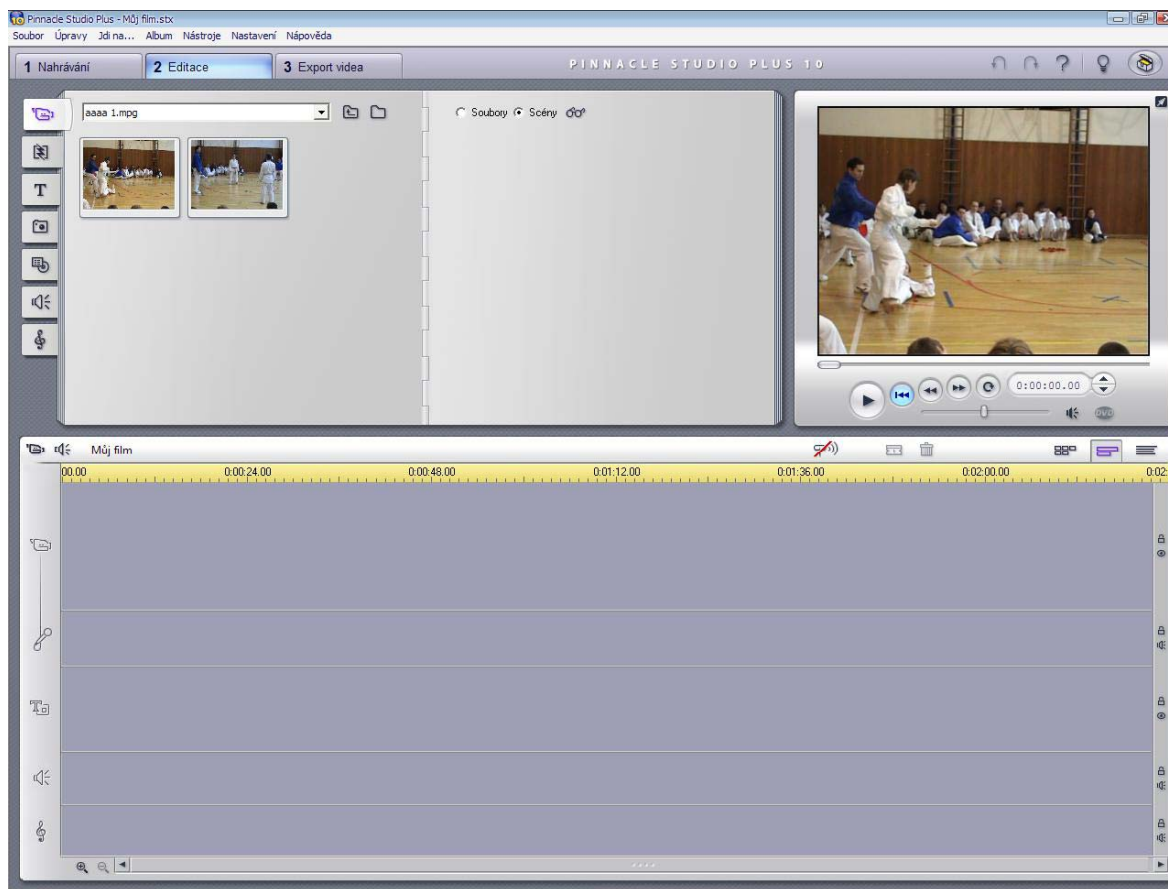 Pinnacle Studio Plus - Můj film.stx
Soubor Úpravy Jdi na... Album Nástroje Nastavení Nápověda
1 Nahrávání 2 Editace 3 Export videa PINNACLE STUDIO PLUS 10
aaaa 1.mpg Soubory Scény
T
0:00:00.00
DVD
Můj film
00.00 0:00:24.00 0:00:48.00 0:01:12.00 0:01:36.00 0:02:00.00 0:02:
T